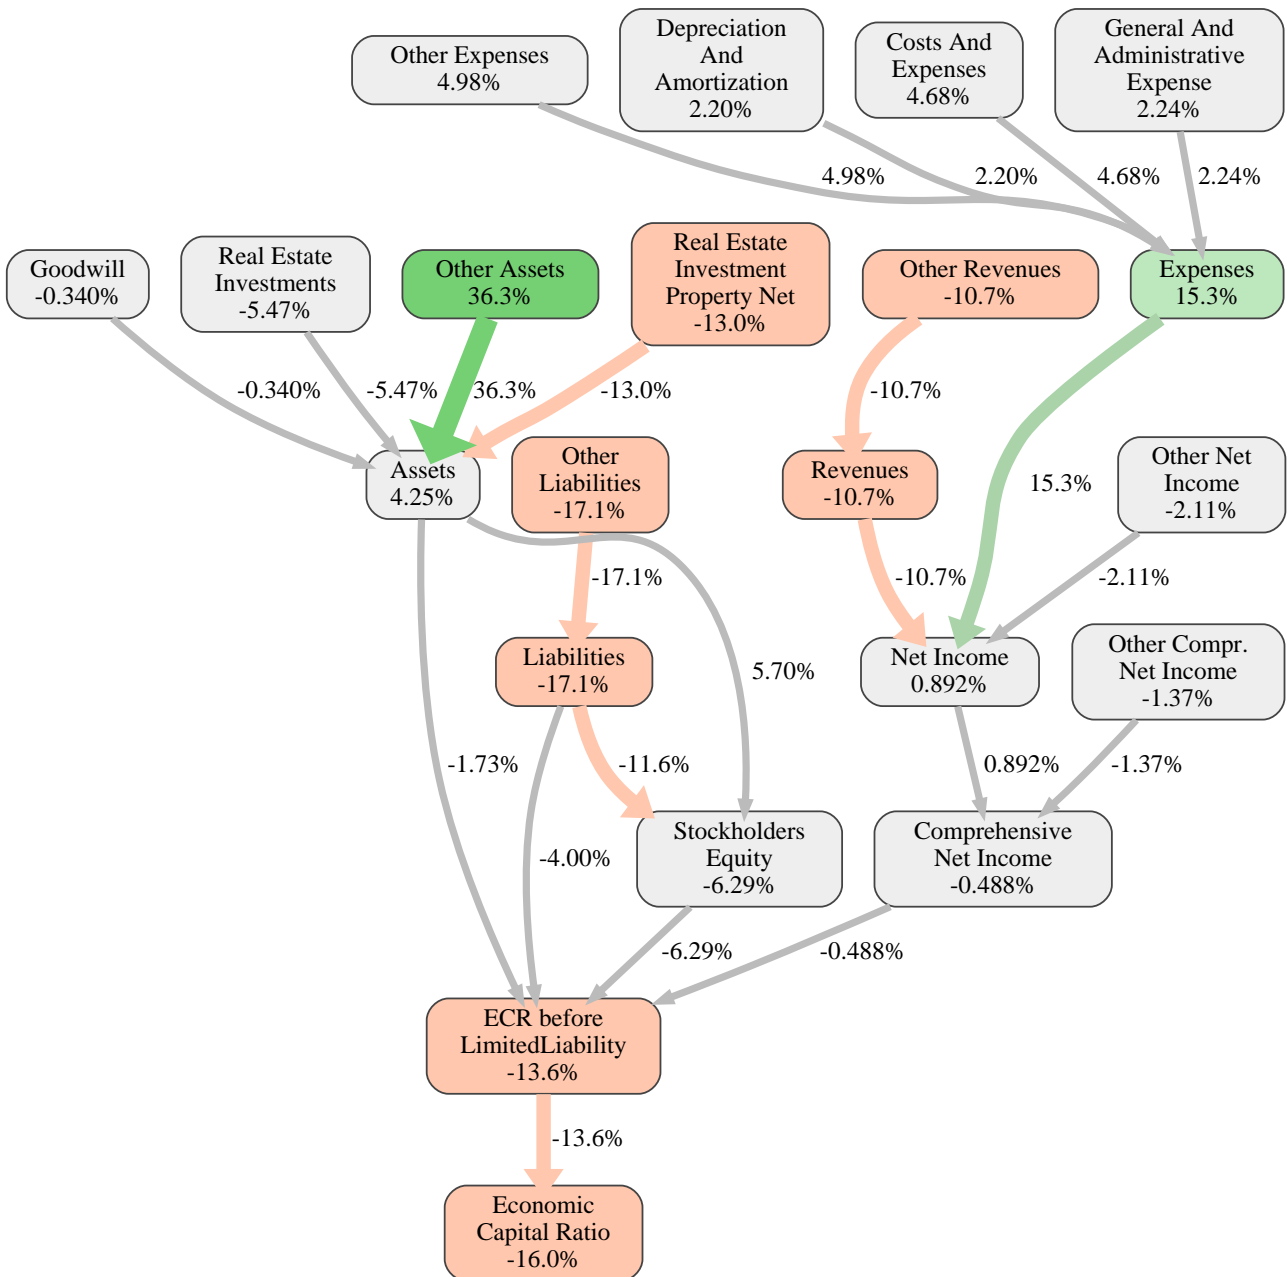 Other Expenses
4.98%
Depreciation
And
Amortization
2.20%
Costs And
Expenses
4.68%
General And
Administrative
Expense
2.24%
4.98%
2.20%
4.68%
2.24%
Goodwill
-0.340%
Real Estate
Investments
-5.47%
Other Assets
36.3%
Real Estate
Investment
Property Net
-13.0%
Other Revenues
-10.7%
Expenses
15.3%
-0.340%
-5.47%
36.3%
-13.0%
-10.7%
Assets
4.25%
Other
Liabilities
-17.1%
Revenues
-10.7%
15.3%
Other Net
Income
-2.11%
-17.1%
-10.7%
-2.11%
Liabilities
-17.1%
5.70%
Net Income
0.892%
Other Compr.
Net Income
-1.37%
-1.73%
-11.6%
0.892%
-1.37%
-4.00%
Stockholders
Equity
-6.29%
Comprehensive
Net Income
-0.488%
-6.29%
-0.488%
ECR before
LimitedLiability
-13.6%
-13.6%
Economic
Capital Ratio
-16.0%